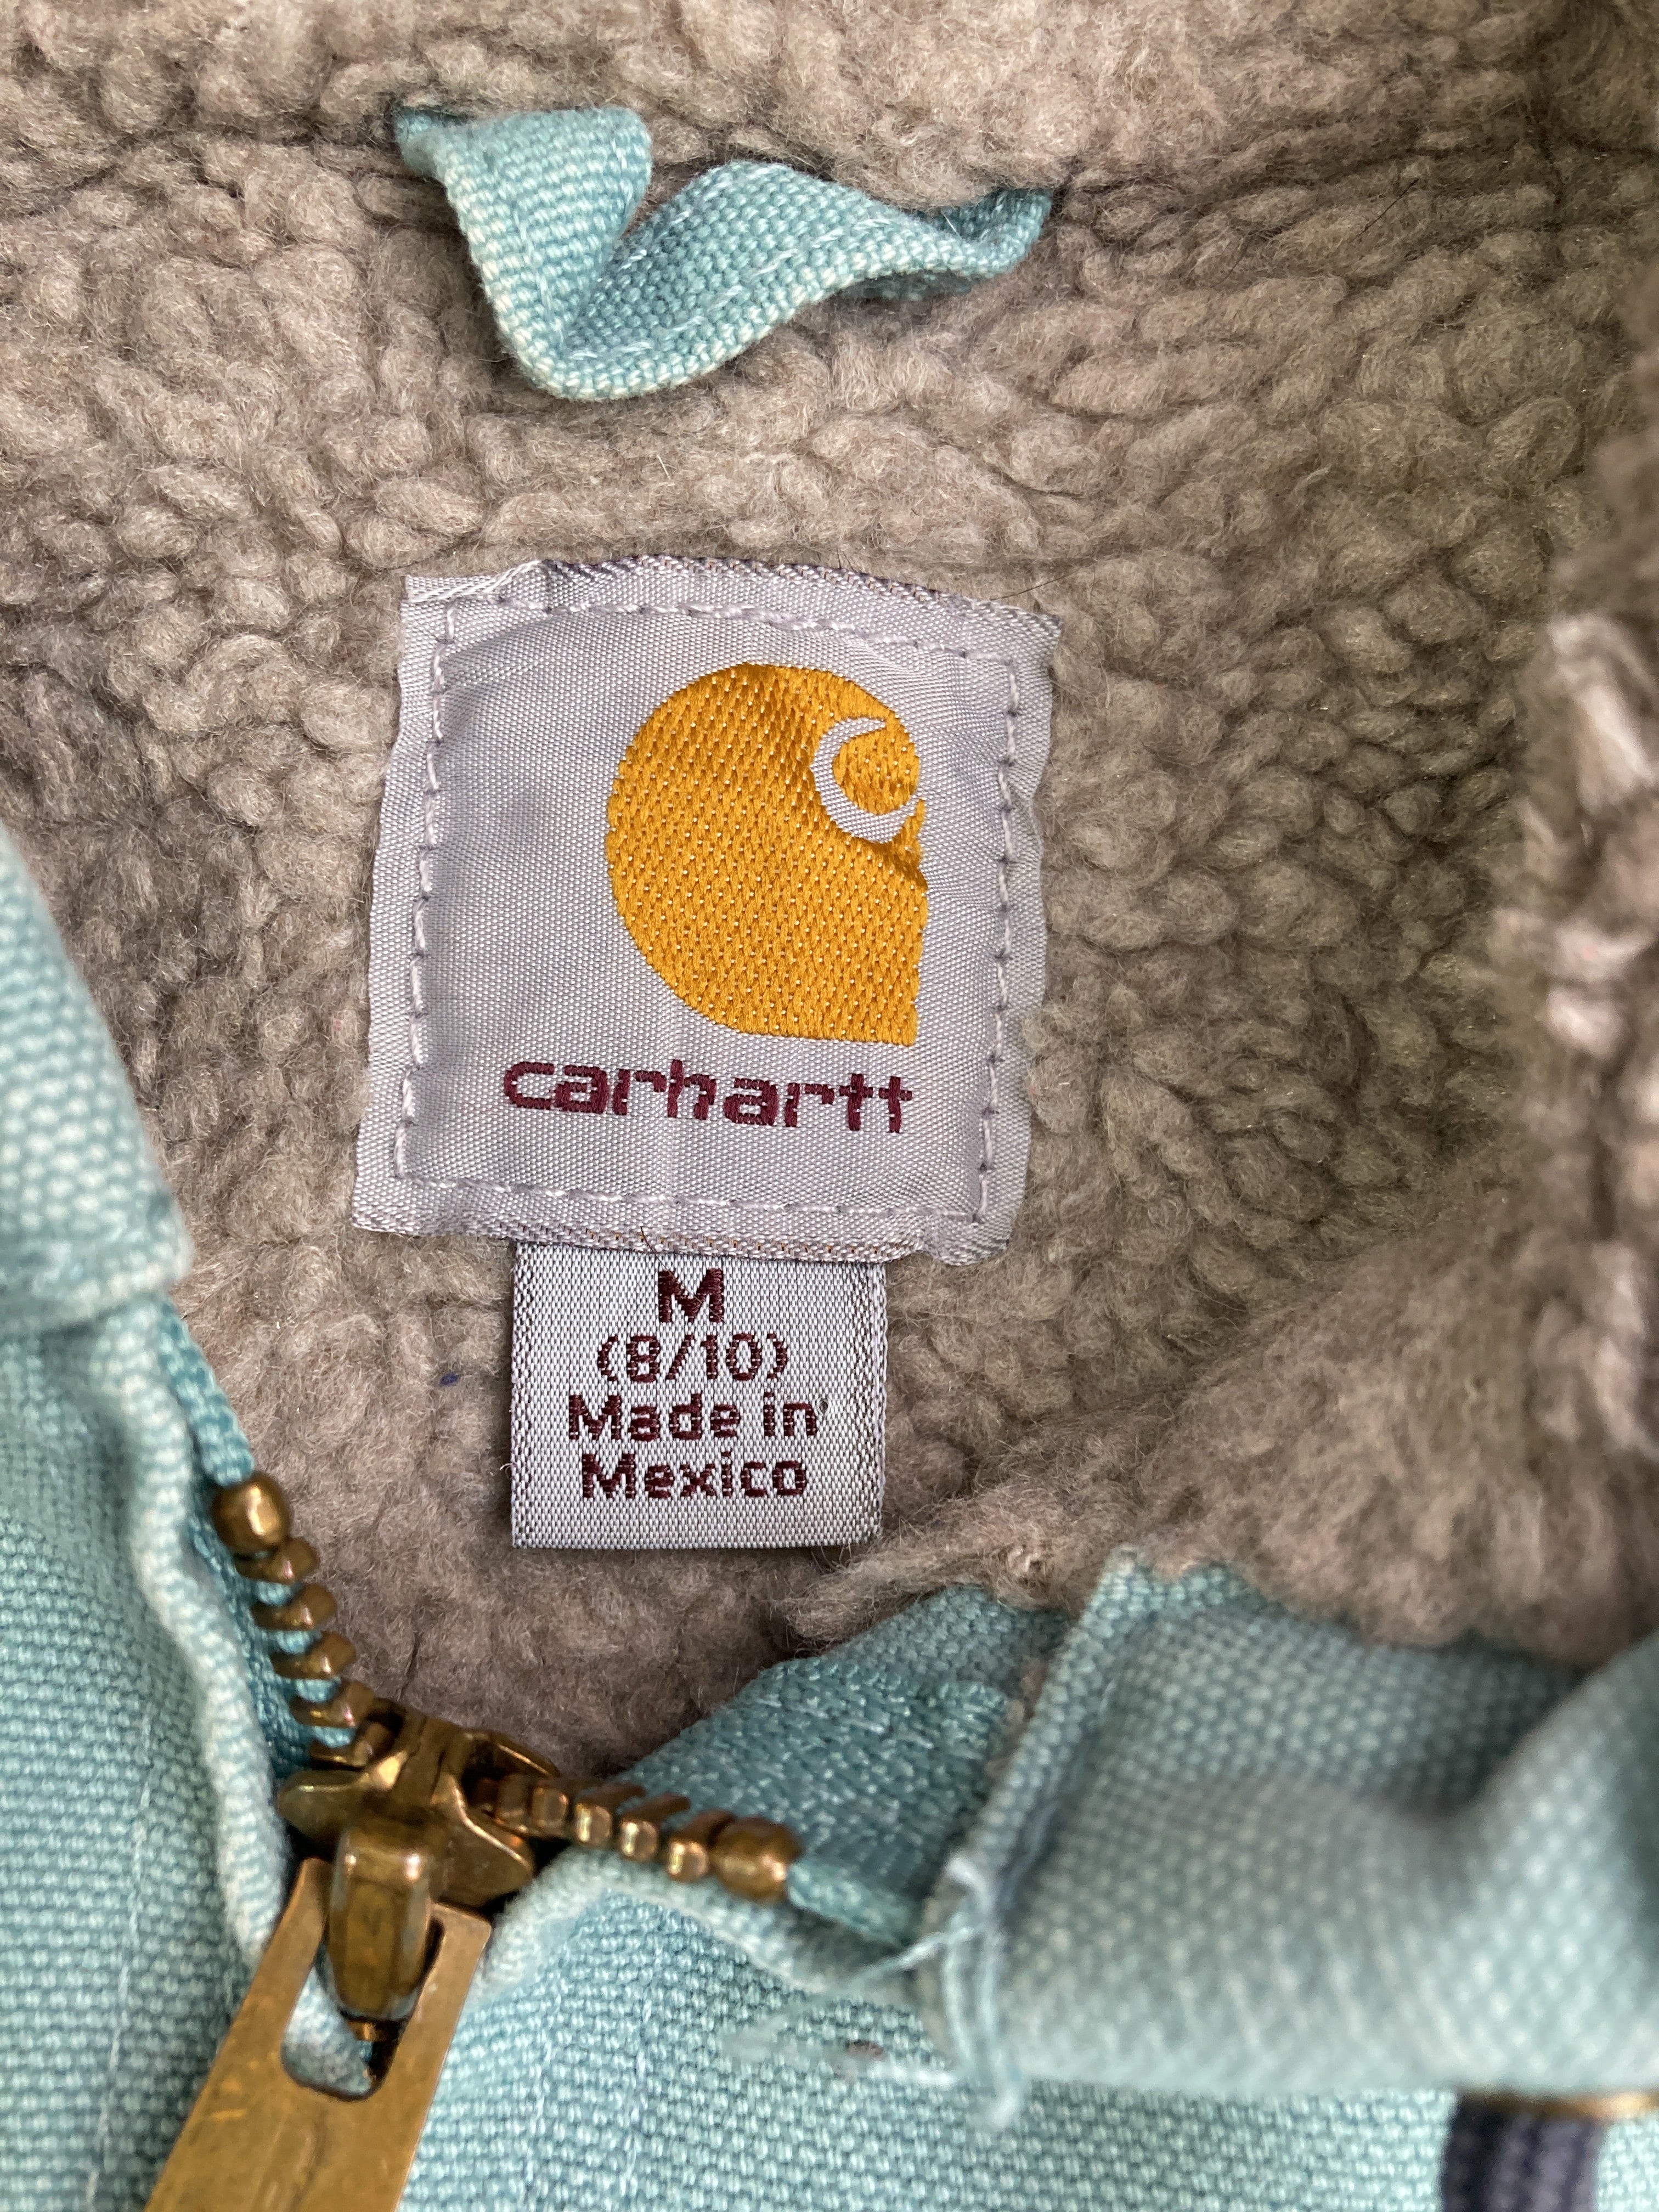 carhartt
M
(8/10)
Made in
Mexico